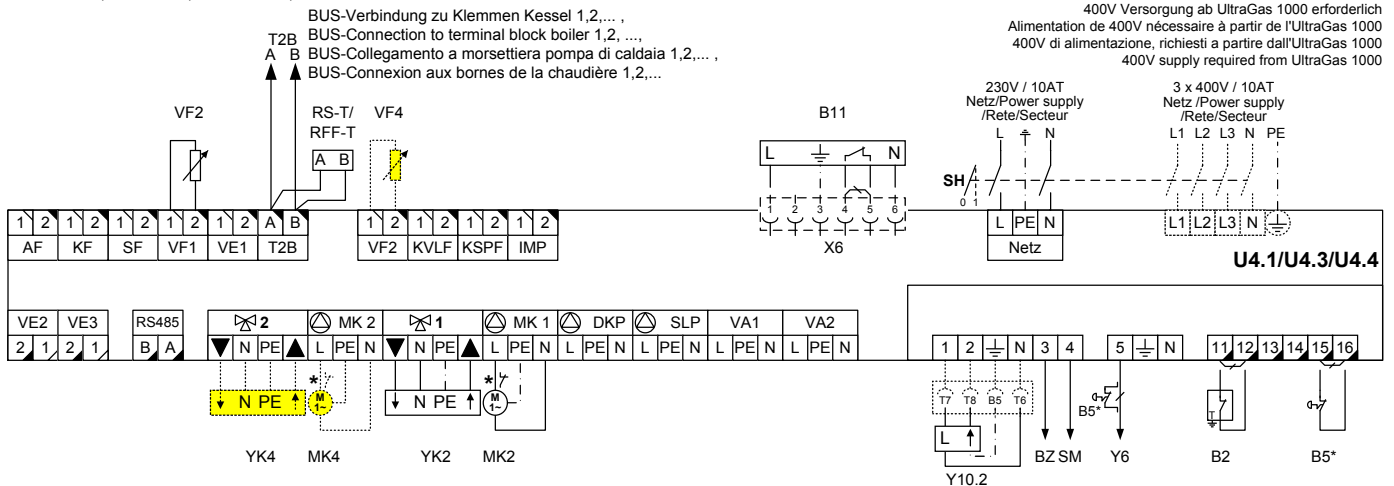 BUS-Verbindung zu Klemmen Kessel 1,2,... ,
BUS-Connection to terminal block boiler 1,2, ...,
BUS-Collegamento a morsettiera pompa di caldaia 1,2,... ,
BUS-Connexion aux bornes de la chaudière 1,2,...
T2B
A B
400V Versorgung ab UltraGas 1000 erforderlich
Alimentation de 400V nécessaire à partir de l'UltraGas 1000
400V di alimentazione, richiesti a partire dall'UltraGas 1000
400V supply required from UltraGas 1000
VF2
RS-T/
RFF-T
A B
VF4
B11
L N
230V / 10AT
Netz/Power supply
/Rete/Secteur
L N
3 x 400V / 10AT
Netz /Power supply
/Rete/Secteur
L1 L2 L3 N PE
SH
0 1
1 2 1 2 1 2 1 2 1 2 A B
AF KF SF VF1 VE1 T2B
1 2 1 2 1 2 1 2
VF2 KVLF KSPF IMP
1 2 3 4 5 6
X6
L PE N
Netz
L1 L2 L3 N
U4.1/U4.3/U4.4
VE2 VE3 RS485 2 MK 2 1 MK 1 DKP SLP VA1 VA2
2 1 2 1 B A N PE L PE N N PE L PE N L PE N L PE N L PE N L PE N
1 2 N 3 4 5 N 11 12 13 14 15 16
* *
N PE M 1~ N PE M 1~
T7 T8 B5 T6
L
B5*
T
YK4 MK4 YK2 MK2
BZ SM Y6 B2 B5*
Y10.2